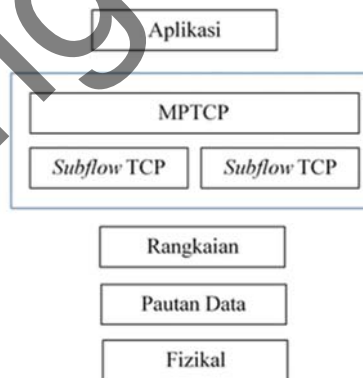 Aplikasi
MPTCP
Subflow TCP Subflow TCP
Rangkaian
Pautan Data
Fizikal